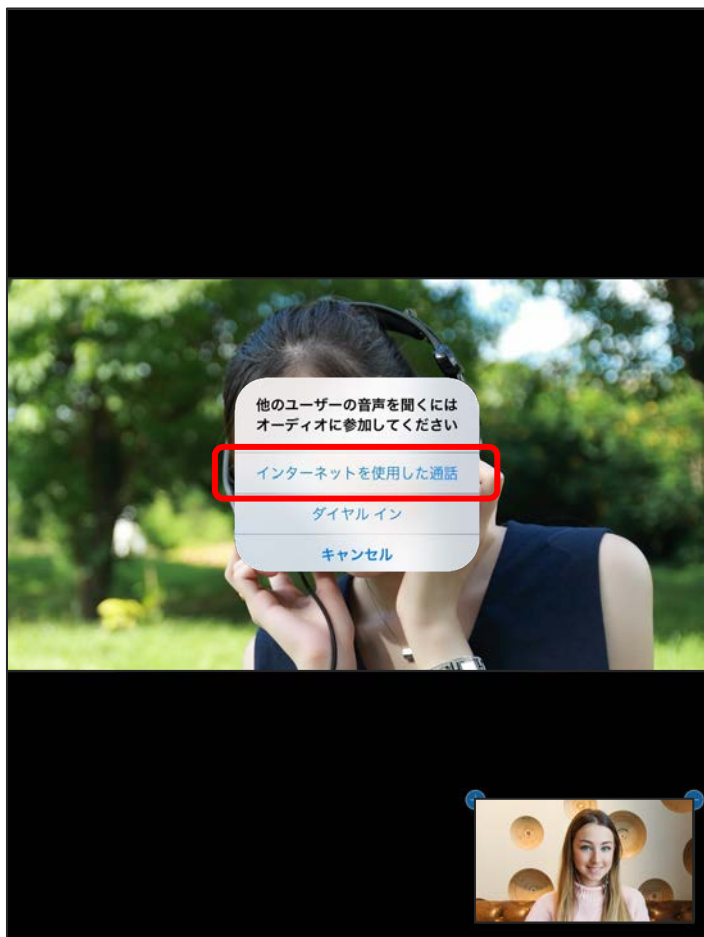 他のユーザーの音声を聞くには
オーディオに参加してください
インターネットを使用した通話
ダイヤル イン
キャンセル